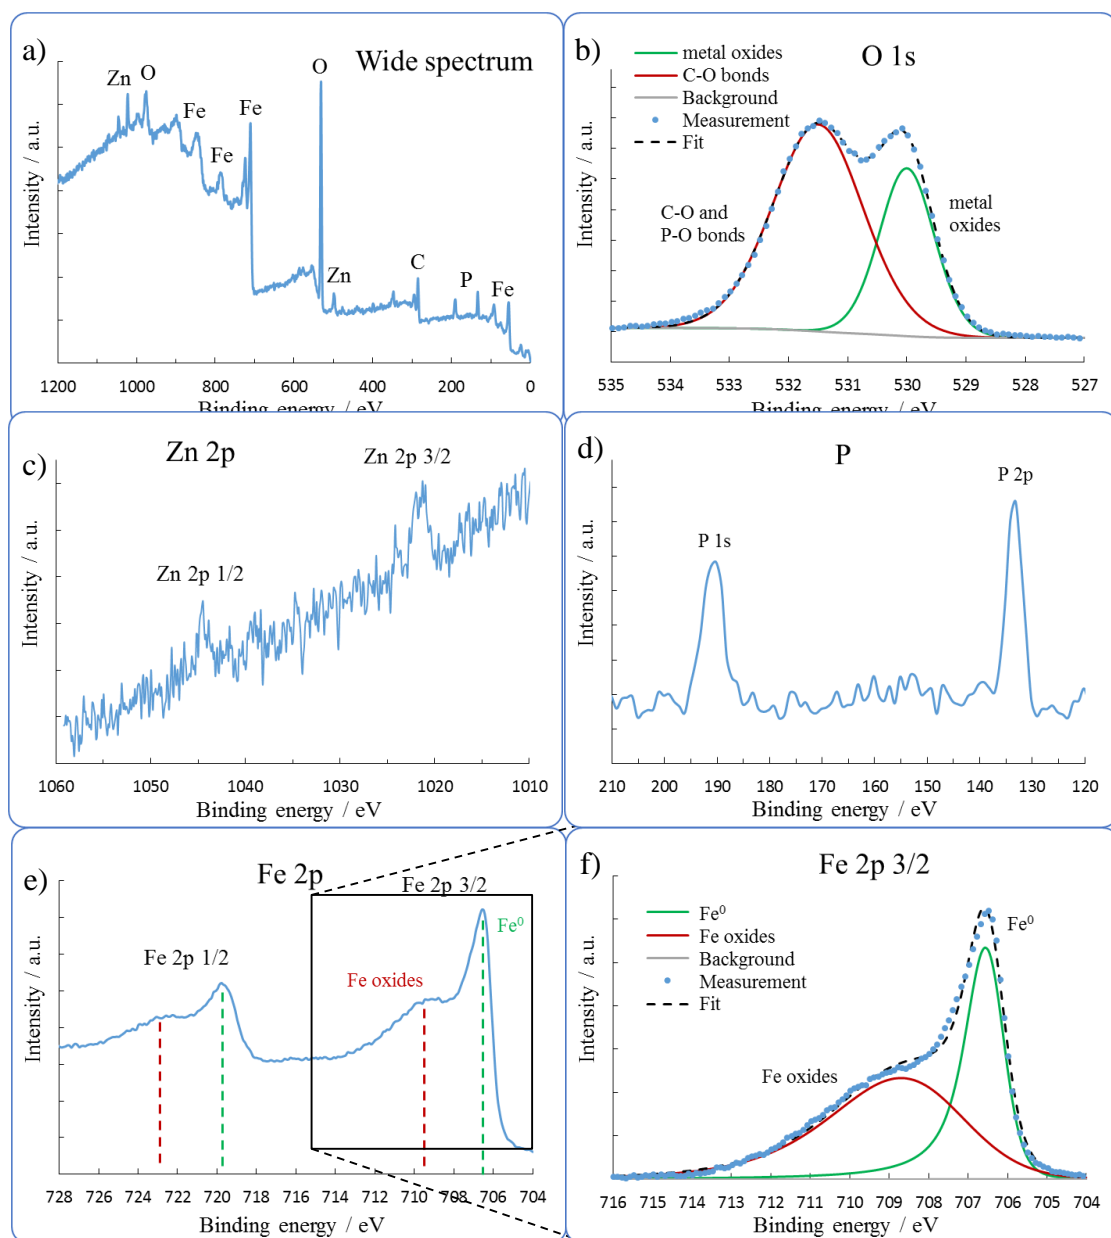 a)
Wide spectrum
Zn
O
Fe
Fe
Fe
O
Zn
C
P
Fe
Intensity / a.u.
1200 1000 800 600 400 200 0
Binding energy / eV
b)
O 1s
metal oxides
C-O bonds
Background
Measurement
Fit
C-O and
P-O bonds
metal
oxides
Intensity / a.u.
535 534 533 532 531 530 529 528 527
Binding energy / eV
c)
Zn 2p
Zn 2p 3/2
Zn 2p 1/2
Intensity / a.u.
1060 1050 1040 1030 1020 1010
Binding energy / eV
d)
P
P 2p
P 1s
Intensity / a.u.
210 200 190 180 170 160 150 140 130 120
Binding energy / eV
e)
Fe 2p
Fe 2p 3/2
Fe⁰
Fe 2p 1/2
Fe oxides
Intensity / a.u.
728 726 724 722 720 718 716 714 712 710 708 706 704
Binding energy / eV
f)
Fe 2p 3/2
Fe⁰
Fe oxides
Background
Measurement
Fit
Fe⁰
Fe oxides
Intensity / a.u.
716 715 714 713 712 711 710 709 708 707 706 705 704
Binding energy / eV